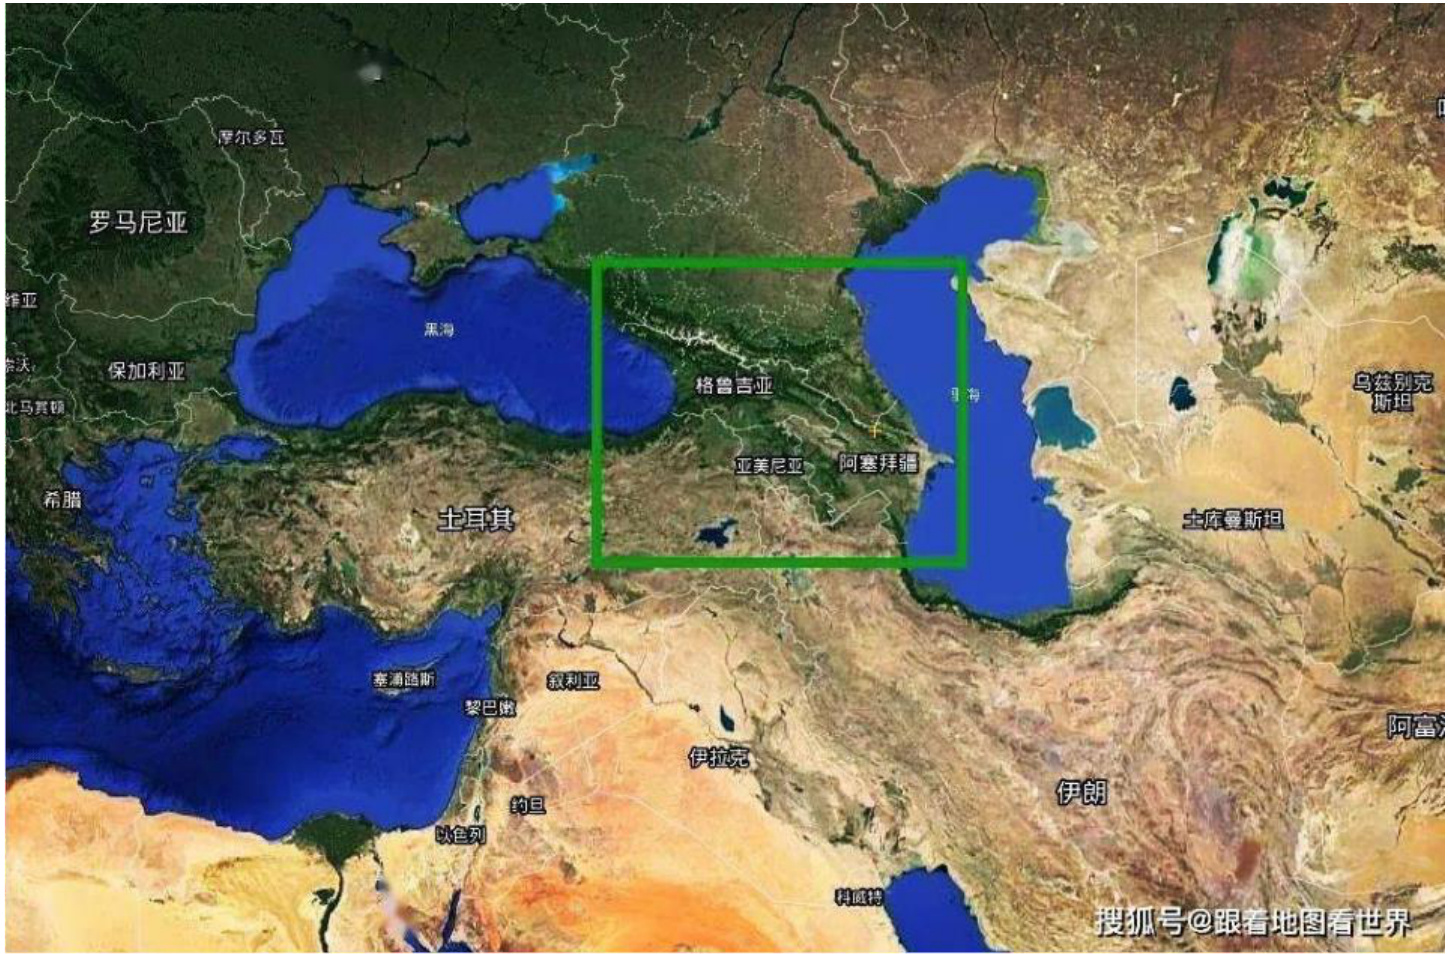 摩尔多瓦
罗马尼亚
维亚
黑海
索沃
保加利亚
格鲁吉亚
里海
乌兹别克
斯坦
北马其顿
亚美尼亚
阿塞拜疆
希腊
土耳其
土库曼斯坦
塞浦路斯
叙利亚
黎巴嫩
阿富
伊拉克
伊朗
约旦
以色列
科威特
搜狐号@跟着地图看世界